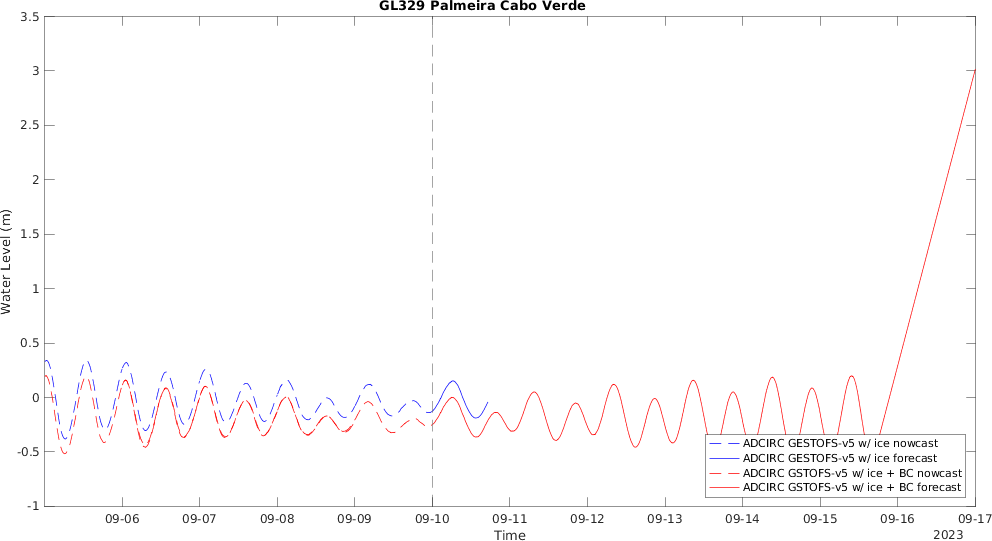 GL329 Palmeira Cabo Verde
3.5
3
2.5
2
1.5
1
0.5
0
-0.5
-1
Water Level (m)
ADCIRC GESTOFS-v5 w/ ice nowcast
ADCIRC GESTOFS-v5 w/ ice forecast
ADCIRC GSTOFS-v5 w/ ice + BC nowcast
ADCIRC GSTOFS-v5 w/ ice + BC forecast
09-06 09-07 09-08 09-09 09-10 09-11 09-12 09-13 09-14 09-15 09-16 09-17
Time
2023